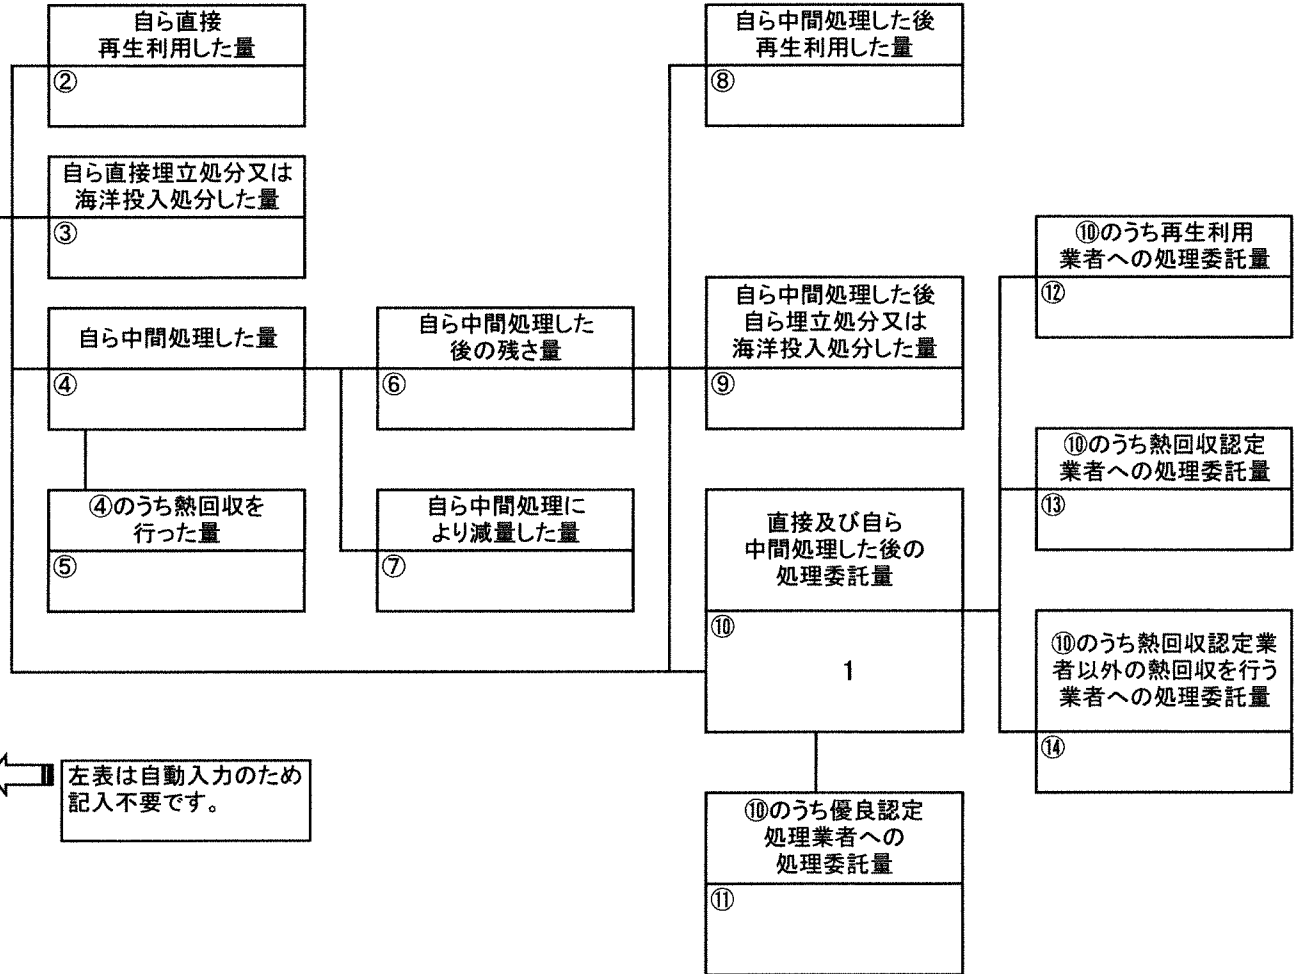 自ら直接
再生利用した量
②
自ら直接埋立処分又は
海洋投入処分した量
③
自ら中間処理した量
④
④のうち熱回収を
行った量
⑤
自ら中間処理した
後の残さ量
⑥
自ら中間処理に
より減量した量
⑦
自ら中間処理した後
再生利用した量
⑧
自ら中間処理した後
自ら埋立処分又は
海洋投入処分した量
⑨
直接及び自ら
中間処理した後の
処理委託量
⑩
1
⑩のうち優良認定
処理業者への
処理委託量
⑪
⑩のうち再生利用
業者への処理委託量
⑫
⑩のうち熱回収認定
業者への処理委託量
⑬
⑩のうち熱回収認定業
者以外の熱回収を行う
業者への処理委託量
⑭
左表は自動入力のため
記入不要です。